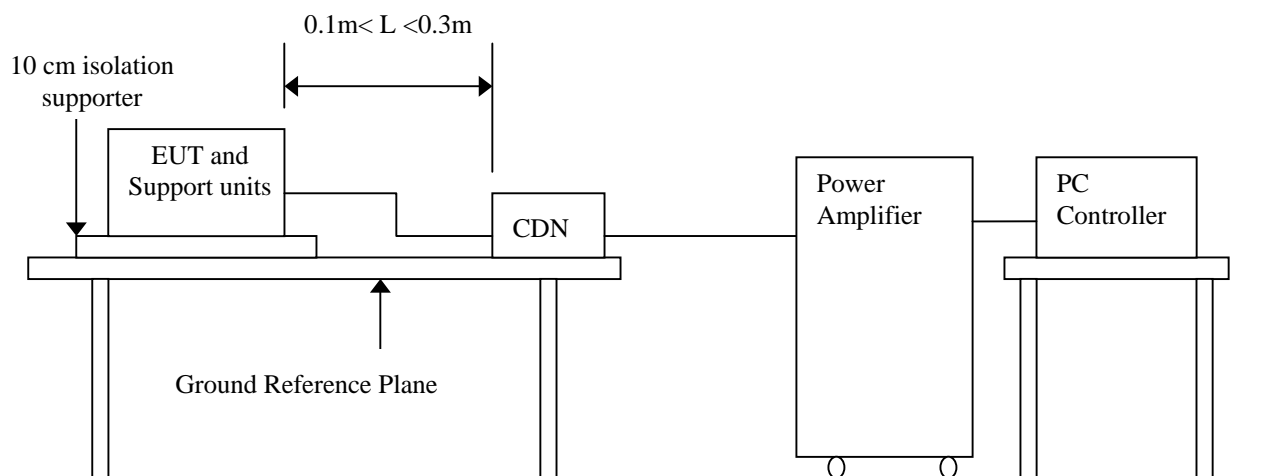 0.1m< L <0.3m
10 cm isolation
supporter
EUT and
Support units
CDN
Power
Amplifier
PC
Controller
Ground Reference Plane